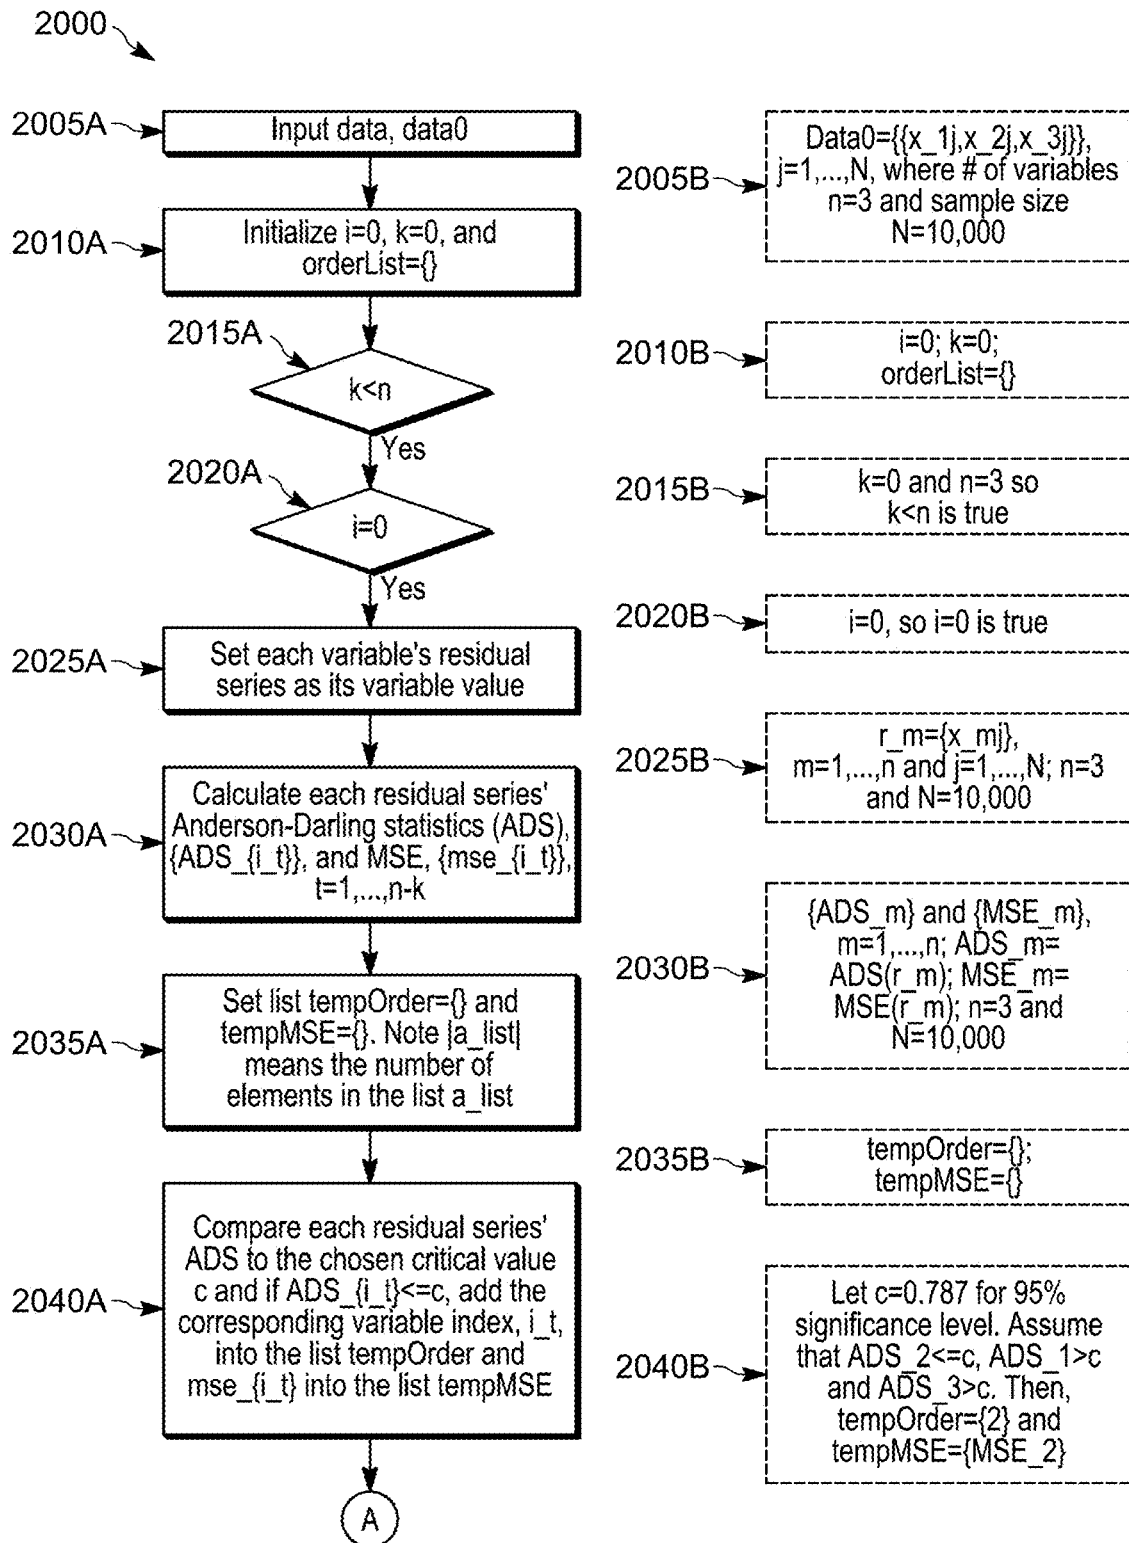 2000
2005A
Input data, data0
2010A
Initialize i=0, k=0, and
orderList={}
2015A
k<n
Yes
2020A
i=0
Yes
2025A
Set each variable's residual
series as its variable value
2030A
Calculate each residual series'
Anderson-Darling statistics (ADS),
{ADS_{i_t}}, and MSE, {mse_{i_t}},
t=1,...,n-k
2035A
Set list tempOrder={} and
tempMSE={}. Note |a_list|
means the number of
elements in the list a_list
2040A
Compare each residual series'
ADS to the chosen critical value
c and if ADS_{i_t}<=c, add the
corresponding variable index, i_t,
into the list tempOrder and
mse_{i_t} into the list tempMSE
A
2005B
Data0={{x_1j,x_2j,x_3j}},
j=1,...,N, where # of variables
n=3 and sample size
N=10,000
2010B
i=0; k=0;
orderList={}
2015B
k=0 and n=3 so
k<n is true
2020B
i=0, so i=0 is true
2025B
r_m={x_mj},
m=1,...,n and j=1,...,N; n=3
and N=10,000
2030B
{ADS_m} and {MSE_m},
m=1,...,n; ADS_m=
ADS(r_m); MSE_m=
MSE(r_m); n=3 and
N=10,000
2035B
tempOrder={};
tempMSE={}
2040B
Let c=0.787 for 95%
significance level. Assume
that ADS_2<=c, ADS_1>c
and ADS_3>c. Then,
tempOrder={2} and
tempMSE={MSE_2}